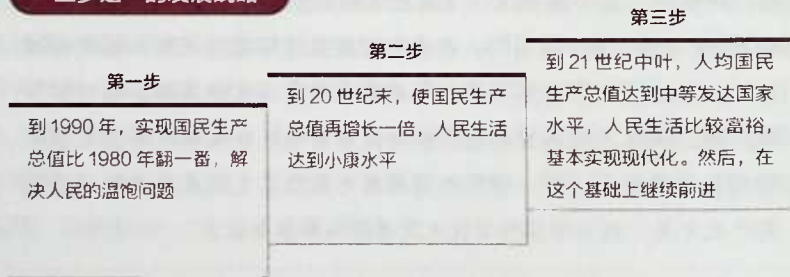 第一步
到1990年，实现国民生产
总值比1980年翻一番，解
决人民的温饱问题
第二步
到20世纪末，使国民生产
总值再增长一倍，人民生活
达到小康水平
第三步
到21世纪中叶，人均国民
生产总值达到中等发达国家
水平，人民生活比较富裕，
基本实现现代化。然后，在
这个基础上继续前进